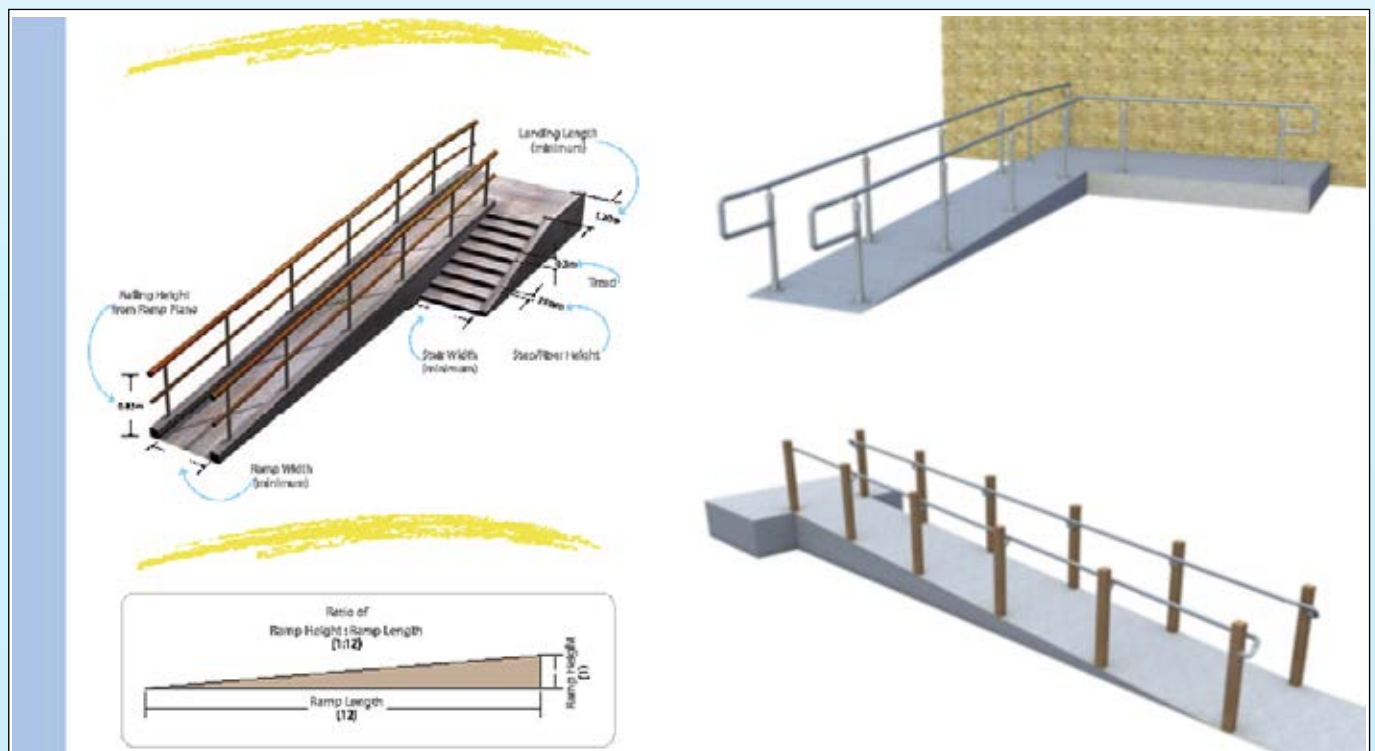 Landing Length
(minimum)
Tread
Railing Height
from Ramp Plane
Stair Width
(minimum)
Step/Riser Height
Ramp Width
(minimum)
Ratio of
Ramp Height : Ramp Length
(1:12)
Ramp Height
(1)
Ramp Length
(12)